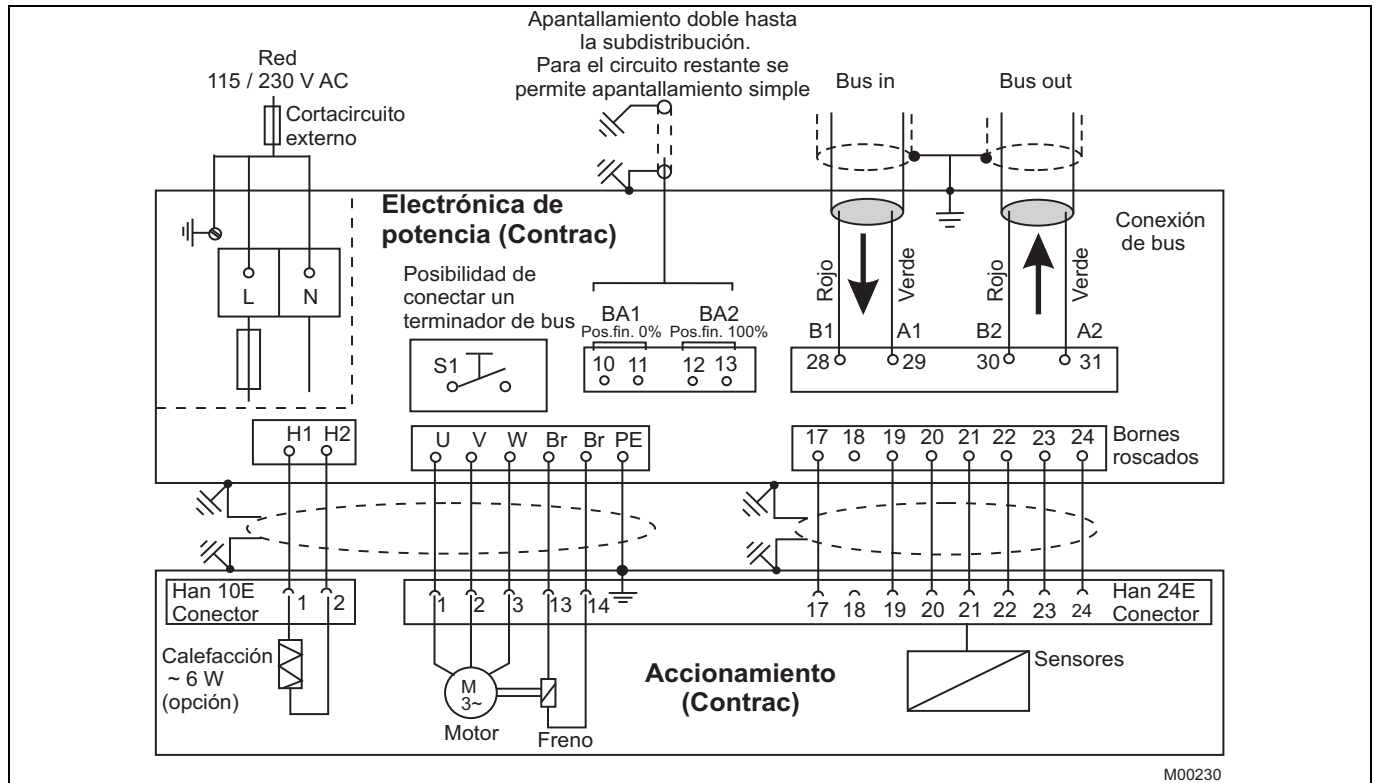 Apantallamiento doble hasta
la subdistribución.
Para el circuito restante se
permite apantallamiento simple
Red
115 / 230 V AC
Cortacircuito
externo
Bus in
Bus out
Electrónica de
potencia (Contrac)
Conexión
de bus
L
N
Posibilidad de
conectar un
terminador de bus
S1
BA1
Pos.fin. 0%
BA2
Pos.fin. 100%
10 11 12 13
Rojo
Verde
Rojo
Verde
B1 A1 B2 A2
28 29 30 31
H1 H2
U V W Br Br PE
17 18 19 20 21 22 23 24
Bornes
roscados
Han 10E
Conector
1 2
1 2 3 13 14
17 18 19 20 21 22 23 24
Han 24E
Conector
Calefacción
~ 6 W
(opción)
M
3~
Motor
Freno
Accionamiento
(Contrac)
Sensores
M00230